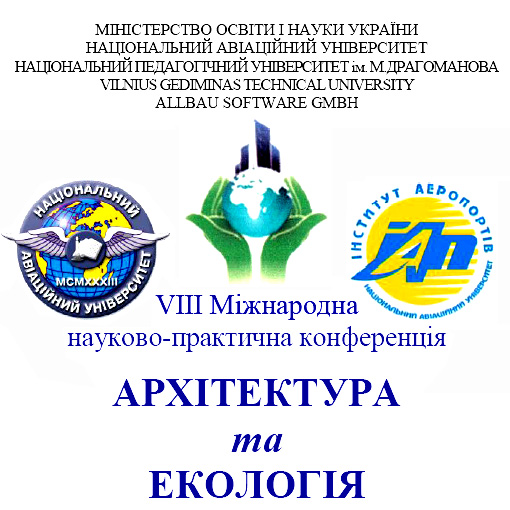 МІНІСТЕРСТВО ОСВІТИ І НАУКИ УКРАЇНИ
НАЦІОНАЛЬНИЙ АВІАЦІЙНИЙ УНІВЕРСИТЕТ
НАЦІОНАЛЬНИЙ ПЕДАГОГІЧНИЙ УНІВЕРСИТЕТ ім. М.ДРАГОМАНОВА
VILNIUS GEDIMINAS TECHNICAL UNIVERSITY
ALLBAU SOFTWARE GMBH
НАЦІОНАЛЬНИЙ
АВІАЦІЙНИЙ УНІВЕРСИТЕТ
MCMXXXIII
ІНСТИТУТ АЕРОПОРТІВ
ІАП
НАЦІОНАЛЬНИЙ АВІАЦІЙНИЙ УНІВЕРСИТЕТ
VIII Міжнародна
науково-практична конференція
АРХІТЕКТУРА
та
ЕКОЛОГІЯ